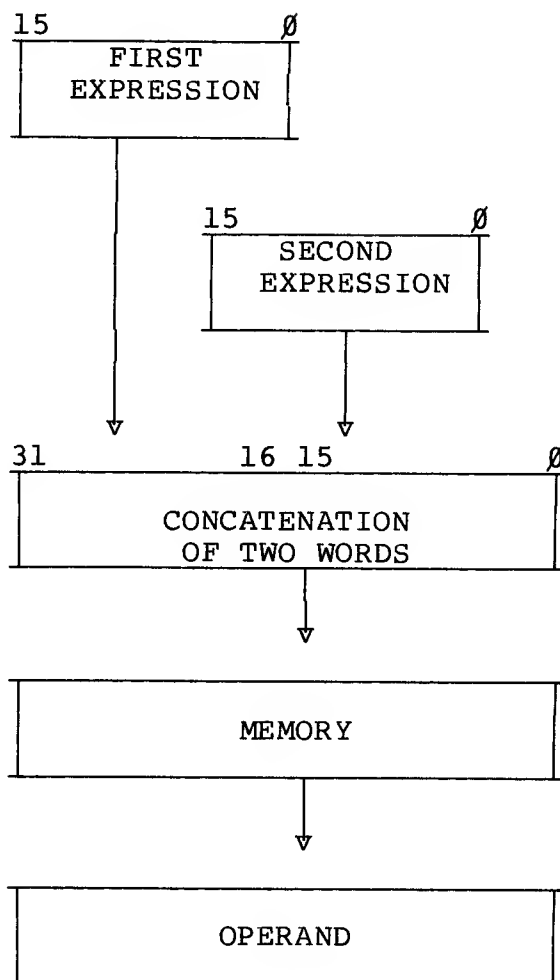 15 Ø
FIRST
EXPRESSION
15 Ø
SECOND
EXPRESSION
31 16 15 Ø
CONCATENATION
OF TWO WORDS
MEMORY
OPERAND